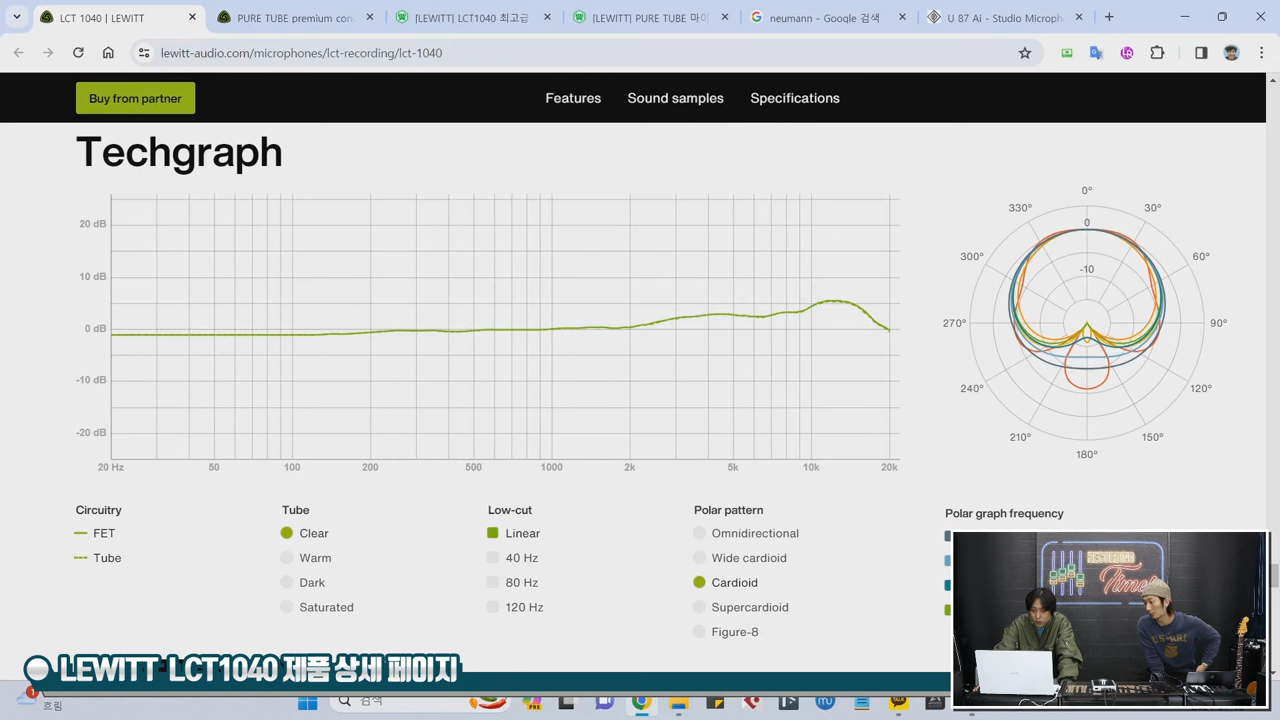 LCT 1040 | LEWITT
PURE TUBE premium con
[LEWITT] LCT1040 최고급
[LEWITT] PURE TUBE 마이
neumann - Google 검색
U 87 Ai - Studio Microph
lewitt-audio.com/microphones/lct-recording/lct-1040
Buy from partner
Features
Sound samples
Specifications
Techgraph
20 dB
10 dB
0 dB
-10 dB
-20 dB
20 Hz
50
100
200
500
1000
2k
5k
10k
20k
0°
330°
30°
0
300°
60°
-10
270°
90°
240°
120°
210°
150°
180°
Circuitry
FET
Tube
Tube
Clear
Warm
Dark
Saturated
Low-cut
Linear
40 Hz
80 Hz
120 Hz
Polar pattern
Omnidirectional
Wide cardioid
Cardioid
Supercardioid
Figure-8
Polar graph frequency
RECORDING
Time
LEWITT LCT1040 제품 상세 페이지
1
흐림
검색